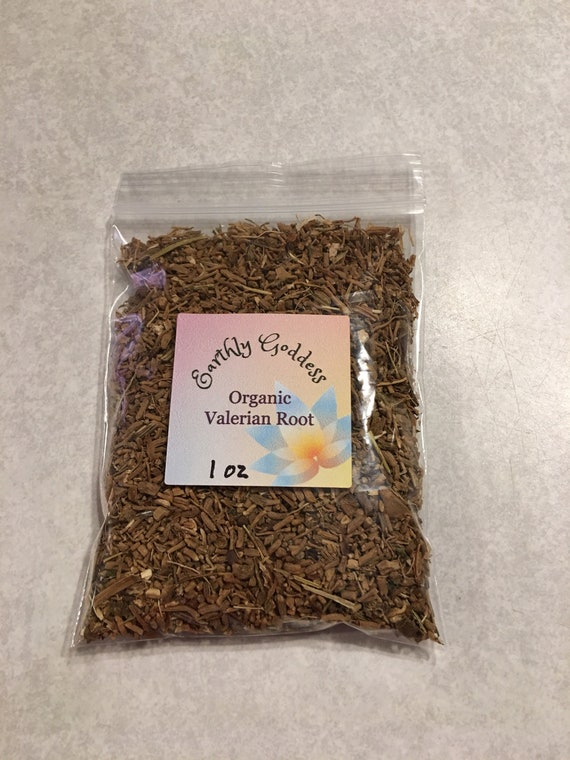 Earthly Goddess
Organic
Valerian Root
1 oz